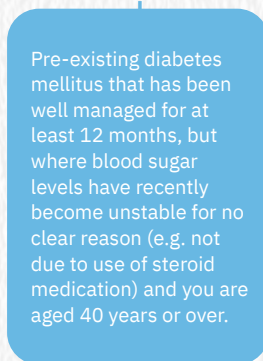 Pre-existing diabetes
mellitus that has been
well managed for at
least 12 months, but
where blood sugar
levels have recently
become unstable for no
clear reason (e.g. not
due to use of steroid
medication) and you are
aged 40 years or over.